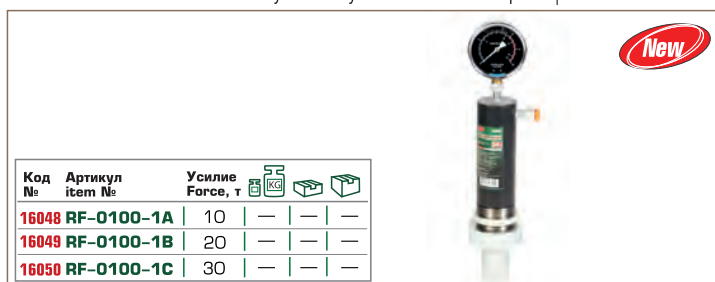 New
Код Артикул Усилие
№ item № Force, т KG
16048 RF-0100-1A 10 — — —
16049 RF-0100-1B 20 — — —
16050 RF-0100-1C 30 — — —